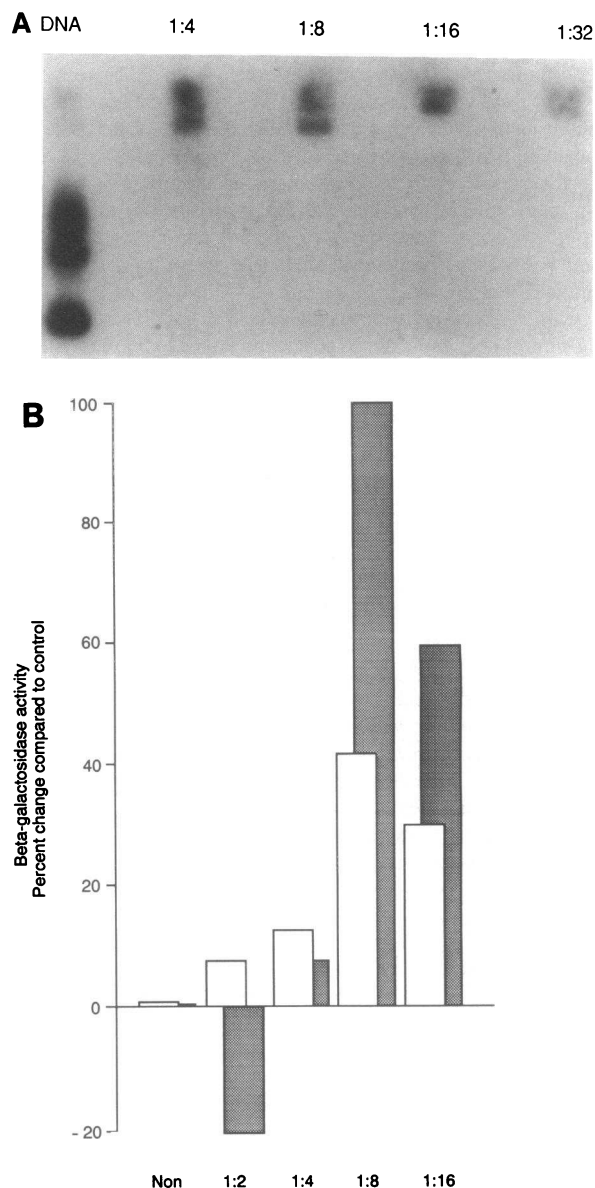 A DNA 1:4 1:8 1:16 1:32
B
100
80
60
40
20
0
- 20
Beta-galactosidase activity
Percent change compared to control
Non 1:2 1:4 1:8 1:16